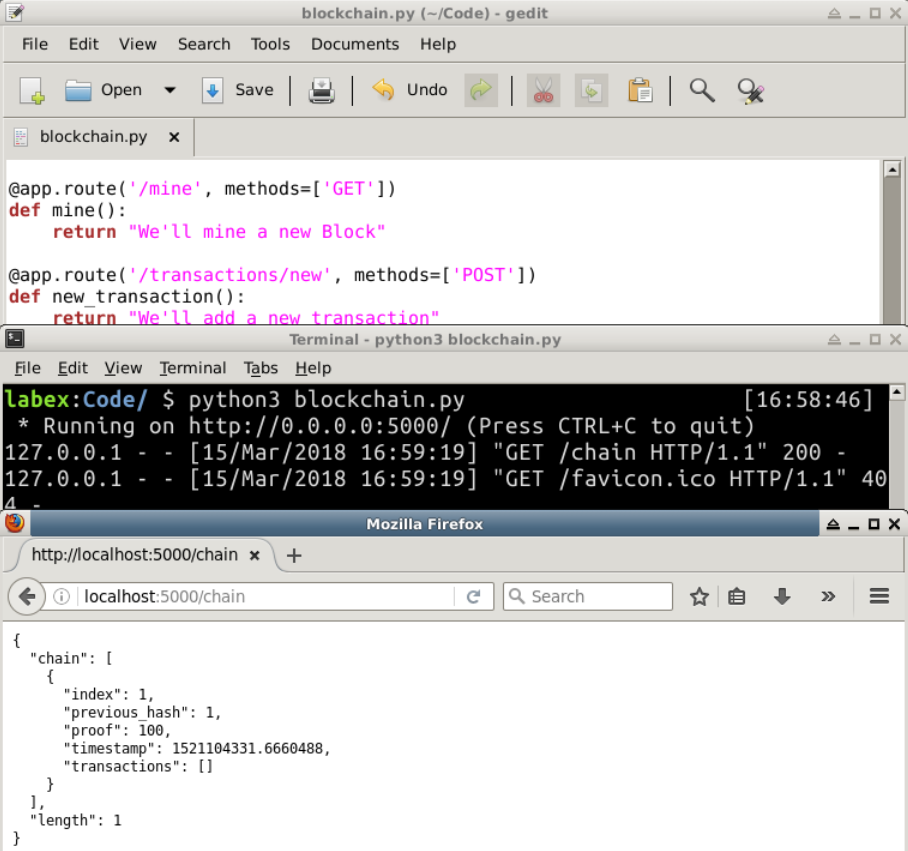 blockchain.py (~/Code) - gedit
File Edit View Search Tools Documents Help
Open Save Undo
blockchain.py
@app.route('/mine', methods=['GET'])
def mine():
    return "We'll mine a new Block"
@app.route('/transactions/new', methods=['POST'])
def new_transaction():
    return "We'll add a new transaction"
Terminal - python3 blockchain.py
File Edit View Terminal Tabs Help
labex:Code/ $ python3 blockchain.py [16:58:46]
 * Running on http://0.0.0.0:5000/ (Press CTRL+C to quit)
127.0.0.1 - - [15/Mar/2018 16:59:19] "GET /chain HTTP/1.1" 200 -
127.0.0.1 - - [15/Mar/2018 16:59:19] "GET /favicon.ico HTTP/1.1" 40
4 -
Mozilla Firefox
http://localhost:5000/chain
localhost:5000/chain Search
{
  "chain": [
    {
      "index": 1,
      "previous_hash": 1,
      "proof": 100,
      "timestamp": 1521104331.6660488,
      "transactions": []
    }
  ],
  "length": 1
}